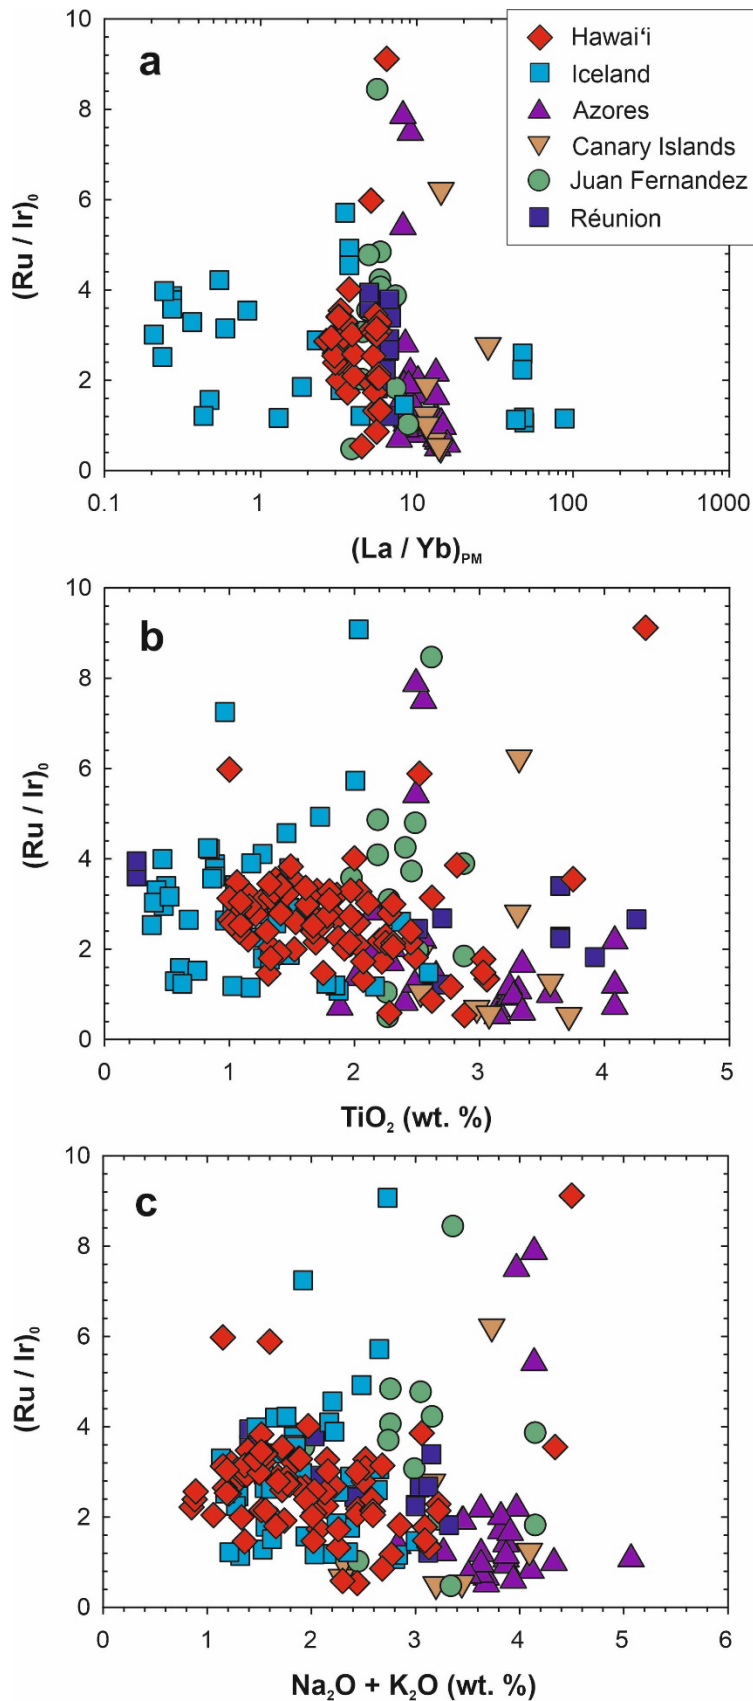 a
Hawaiʻi
Iceland
Azores
Canary Islands
Juan Fernandez
Réunion
10
8
6
4
2
0
(Ru / Ir)₀
0.1 1 10 100 1000
(La / Yb)PM
b
10
8
6
4
2
0
(Ru / Ir)₀
0 1 2 3 4 5
TiO₂ (wt. %)
c
10
8
6
4
2
0
(Ru / Ir)₀
0 1 2 3 4 5 6
Na₂O + K₂O (wt. %)